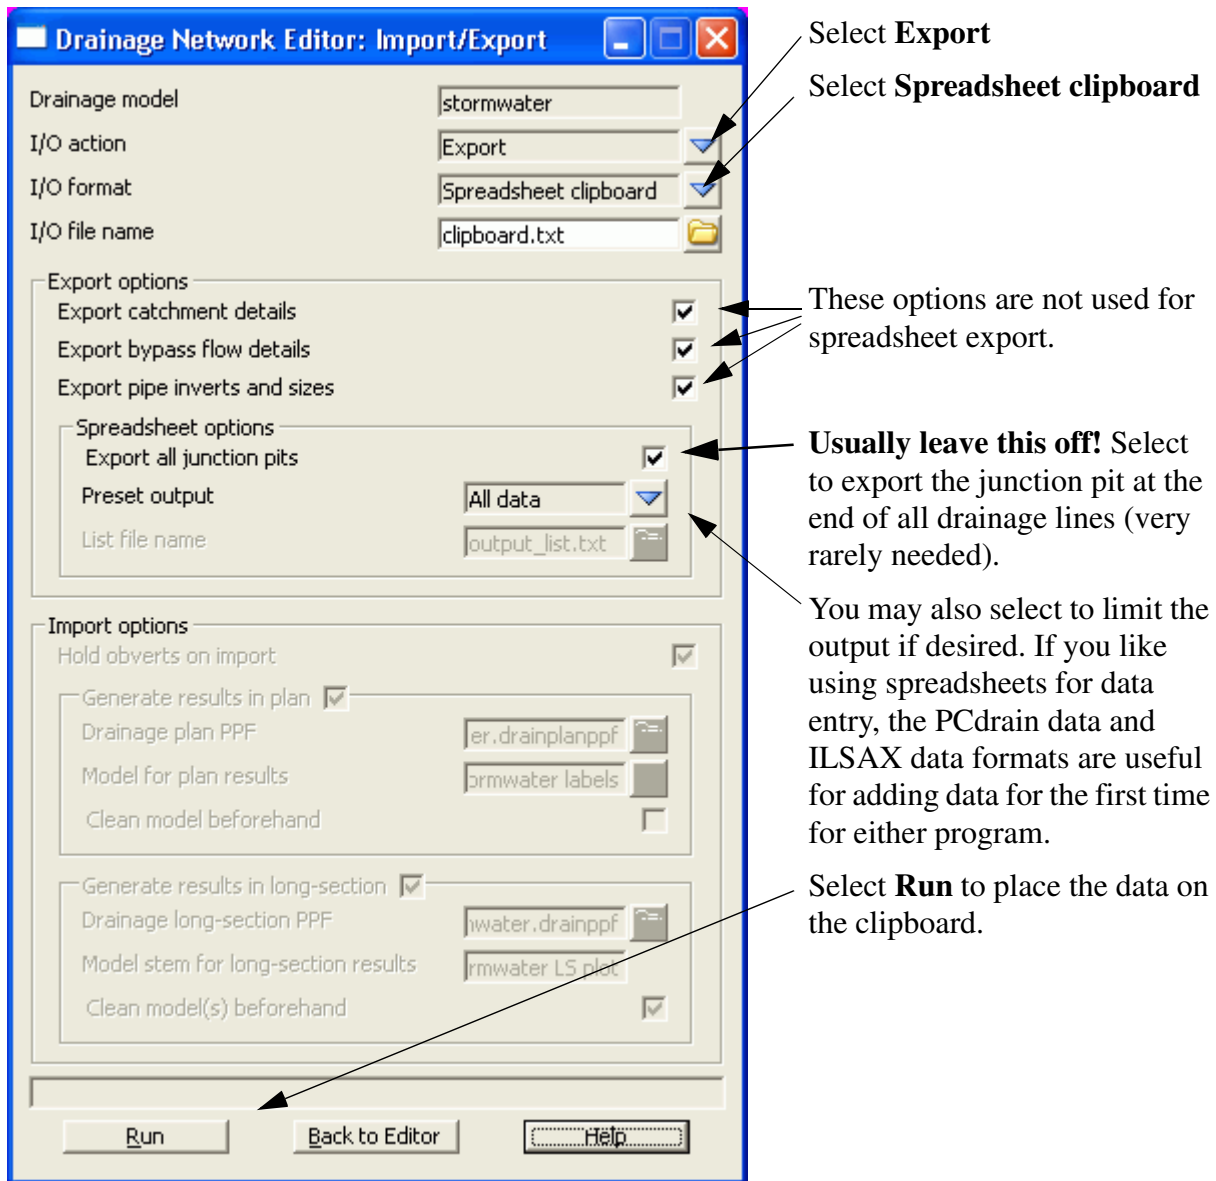 Drainage Network Editor: Import/Export
Drainage model
stormwater
I/O action
Export
I/O format
Spreadsheet clipboard
I/O file name
clipboard.txt
Export options
Export catchment details
Export bypass flow details
Export pipe inverts and sizes
Spreadsheet options
Export all junction pits
Preset output
All data
List file name
output_list.txt
Import options
Hold obverts on import
Generate results in plan
Drainage plan PPF
er.drainplanppf
Model for plan results
ormwater labels
Clean model beforehand
Generate results in long-section
Drainage long-section PPF
nwater.drainppf
Model stem for long-section results
rmwater LS plot
Clean model(s) beforehand
Run
Back to Editor
Help
Select Export
Select Spreadsheet clipboard
These options are not used for
spreadsheet export.
Usually leave this off! Select
to export the junction pit at the
end of all drainage lines (very
rarely needed).
You may also select to limit the
output if desired. If you like
using spreadsheets for data
entry, the PCdrain data and
ILSAX data formats are useful
for adding data for the first time
for either program.
Select Run to place the data on
the clipboard.